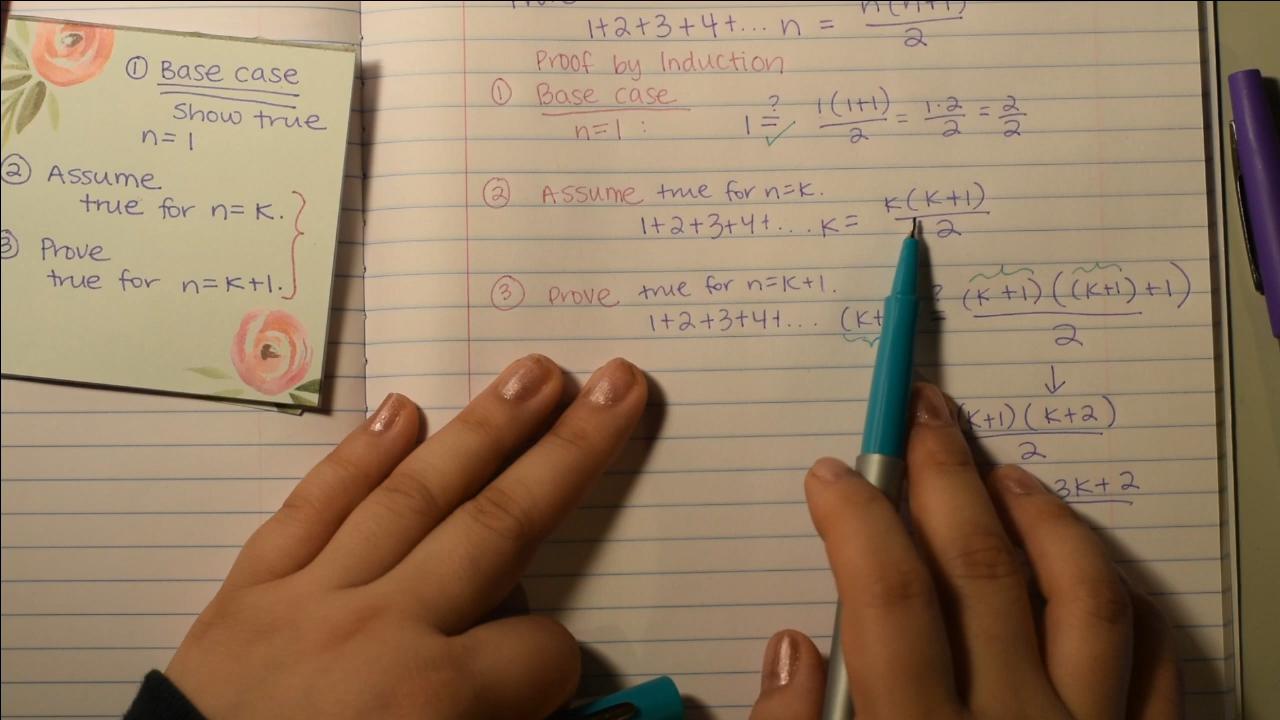 ① Base case
Show true
n=1
② Assume
true for n=k.
③ Prove
true for n=k+1.
1+2+3+4+... n = n(n+1)/2
Proof by Induction
① Base case
n=1 :
1 ?= 1(1+1)/2 = 1·2/2 = 2/2
✓
② Assume true for n=k.
1+2+3+4+... k = k(k+1)/2
③ Prove true for n=k+1.
1+2+3+4+... (k+ ?= (k+1)((k+1)+1)/2
↓
(k+1)(k+2)/2
3k+2